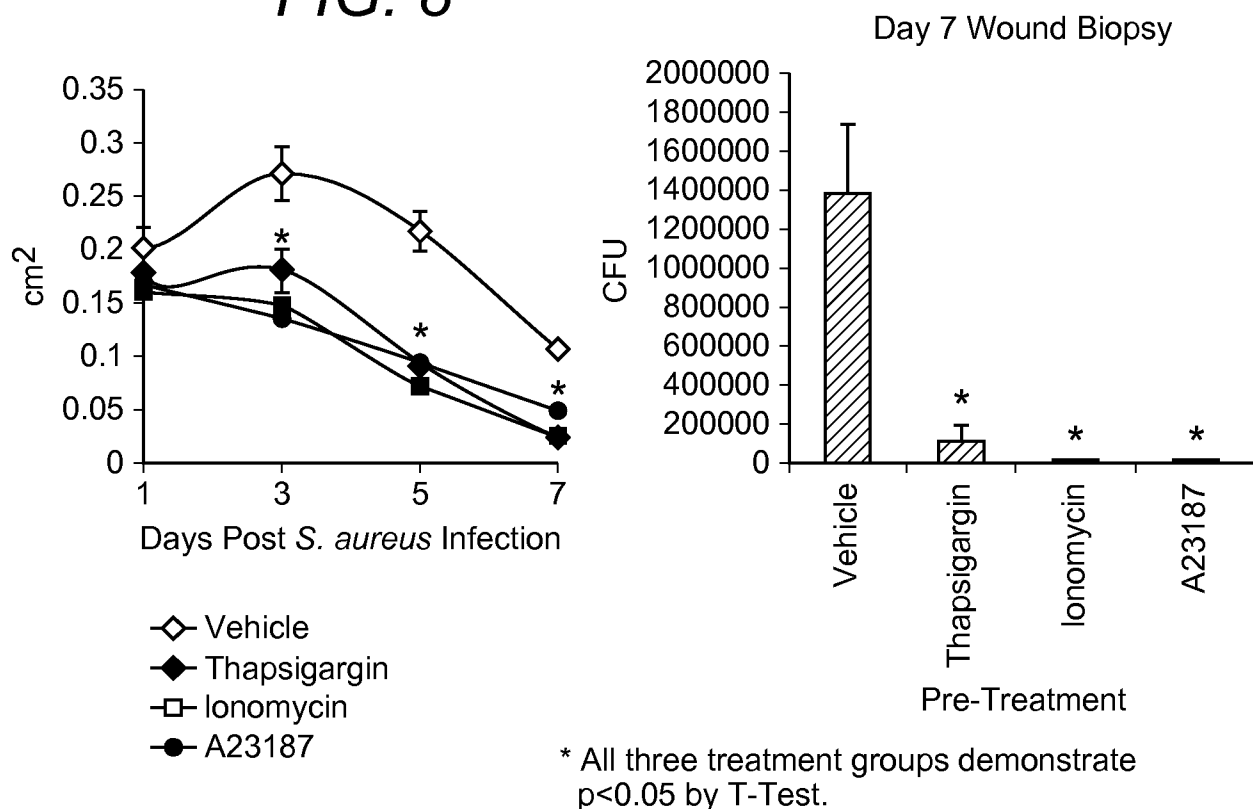 FIG. 8
Day 7 Wound Biopsy
0.35
0.3
0.25
0.2
0.15
0.1
0.05
0
cm2
1 3 5 7
Days Post S. aureus Infection
* * *
Vehicle
Thapsigargin
Ionomycin
A23187
2000000
1800000
1600000
1400000
1200000
1000000
800000
600000
400000
200000
0
CFU
* * *
Vehicle
Thapsigargin
Ionomycin
A23187
Pre-Treatment
* All three treatment groups demonstrate
p<0.05 by T-Test.